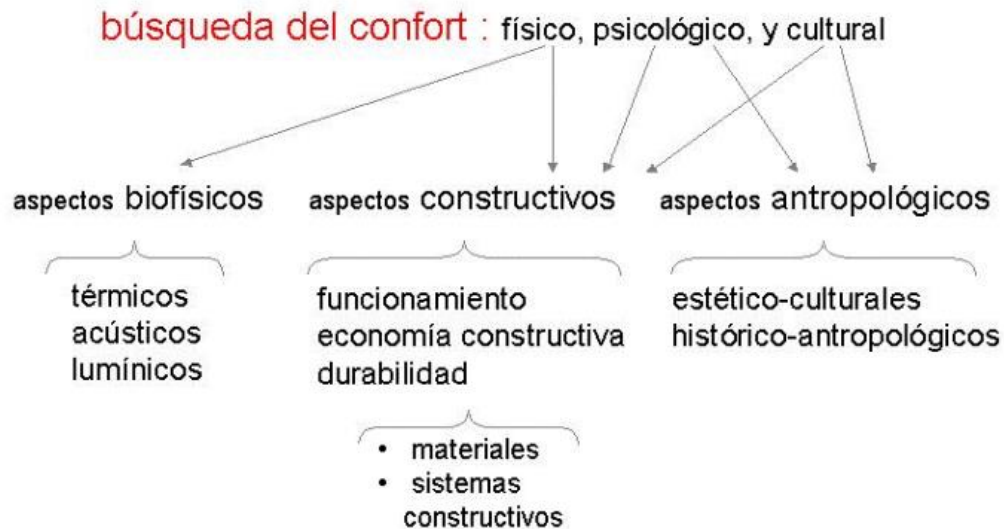 búsqueda del confort : físico, psicológico, y cultural
aspectos biofísicos
térmicos
acústicos
lumínicos
aspectos constructivos
funcionamiento
economía constructiva
durabilidad
• materiales
• sistemas
constructivos
aspectos antropológicos
estético-culturales
histórico-antropológicos